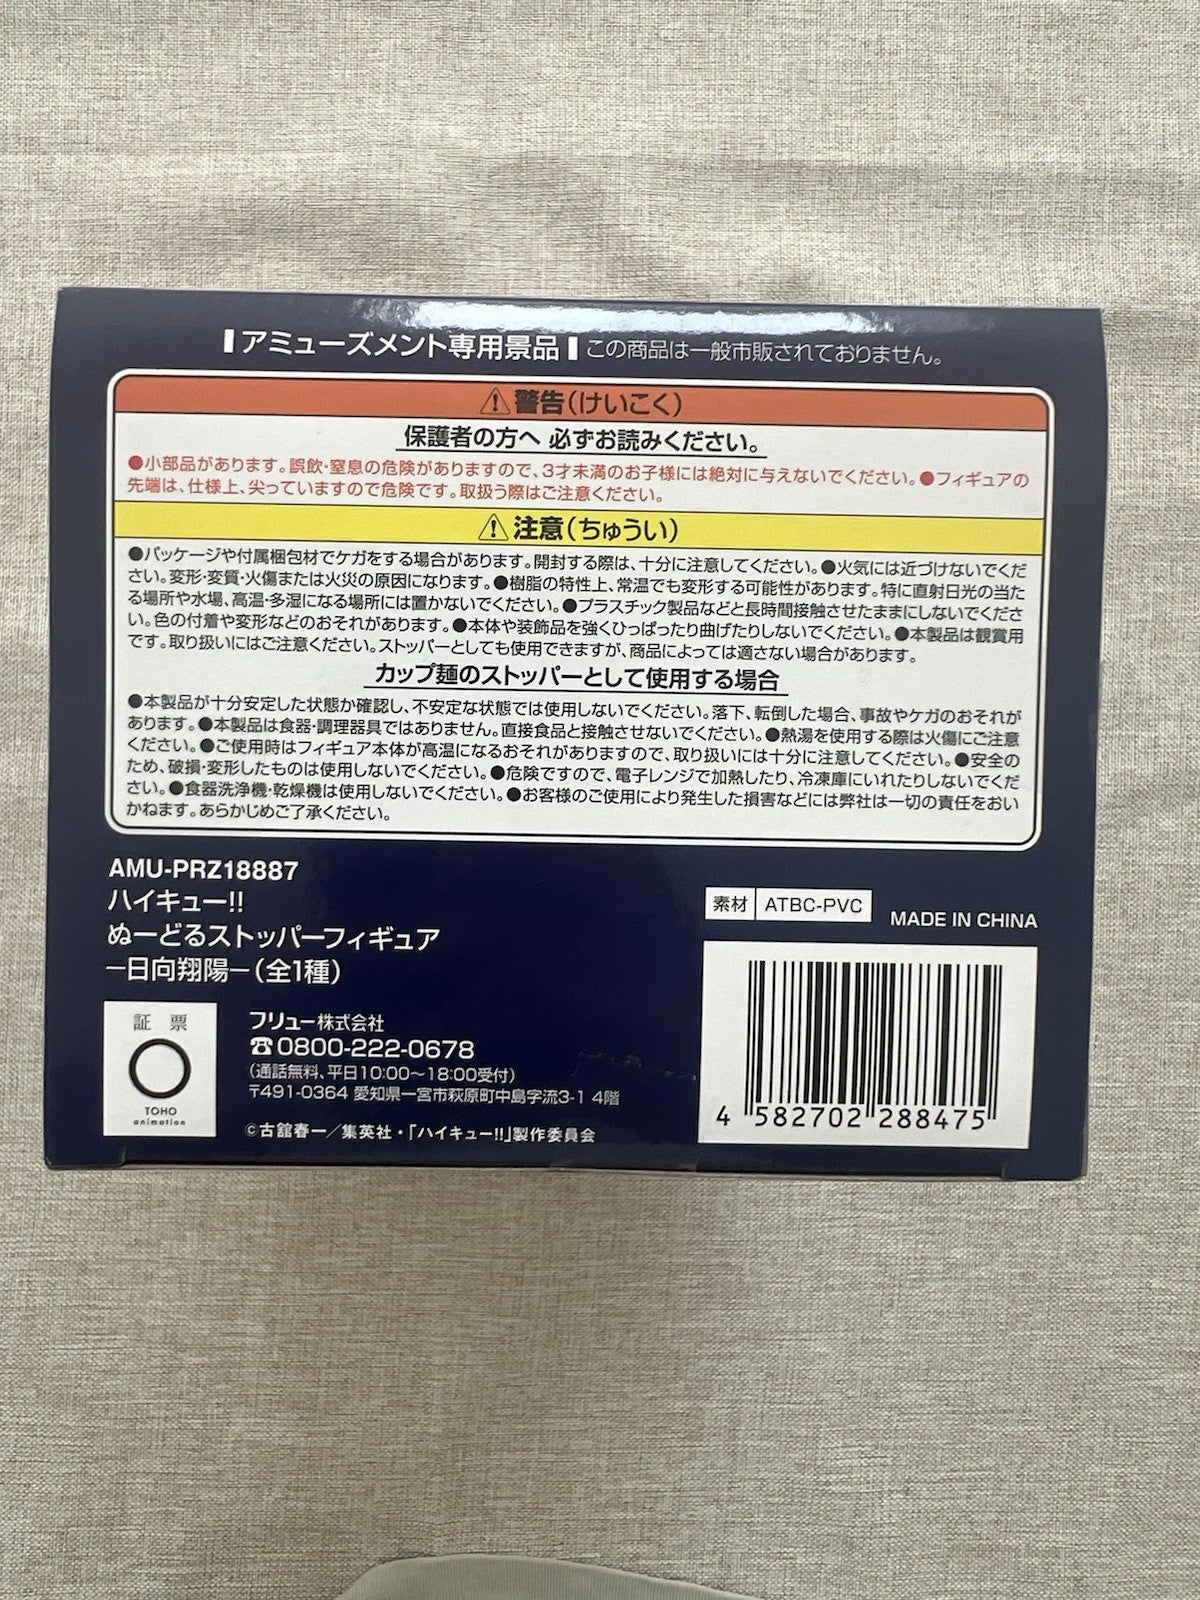 アミューズメント専用景品 この商品は一般市販されておりません。
⚠警告(けいこく)
保護者の方へ 必ずお読みください。
●小部品があります。誤飲・窒息の危険がありますので、3才未満のお子様には絶対に与えないでください。●フィギュアの
先端は、仕様上、尖っていますので危険です。取扱う際はご注意ください。
⚠注意(ちゅうい)
●パッケージや付属梱包材でケガをする場合があります。開封する際は、十分に注意してください。●火気には近づけないでくだ
さい。変形・変質・火傷または火災の原因になります。●樹脂の特性上、常温でも変形する可能性があります。特に直射日光の当た
る場所や水場、高温・多湿になる場所には置かないでください。●プラスチック製品などと長時間接触させたままにしないでくださ
い。色の付着や変形などのおそれがあります。●本体や装飾品を強くひっぱったり曲げたりしないでください。●本製品は観賞用
です。取り扱いにはご注意ください。ストッパーとしても使用できますが、商品によっては適さない場合があります。
カップ麺のストッパーとして使用する場合
●本製品が十分安定した状態か確認し、不安定な状態では使用しないでください。落下、転倒した場合、事故やケガのおそれが
あります。●本製品は食器・調理器具ではありません。直接食品と接触させないでください。●熱湯を使用する際は火傷にご注意
ください。●ご使用時はフィギュア本体が高温になるおそれがありますので、取り扱いには十分に注意してください。●安全の
ため、破損・変形したものは使用しないでください。●危険ですので、電子レンジで加熱したり、冷凍庫にいれたりしないでくだ
さい。●食器洗浄機・乾燥機は使用しないでください。●お客様のご使用により発生した損害などには弊社は一切の責任をおい
かねます。あらかじめご了承ください。
AMU-PRZ18887
ハイキュー!!
ぬーどるストッパーフィギュア
ー日向翔陽ー(全1種)
素材 ATBC-PVC
MADE IN CHINA
証 票
TOHO
animation
フリュー株式会社
☎0800-222-0678
(通話無料、平日10:00〜18:00受付)
〒491-0364 愛知県一宮市萩原町中島字流3-1 4階
©古舘春一/集英社・「ハイキュー!!」製作委員会
4 582702 288475